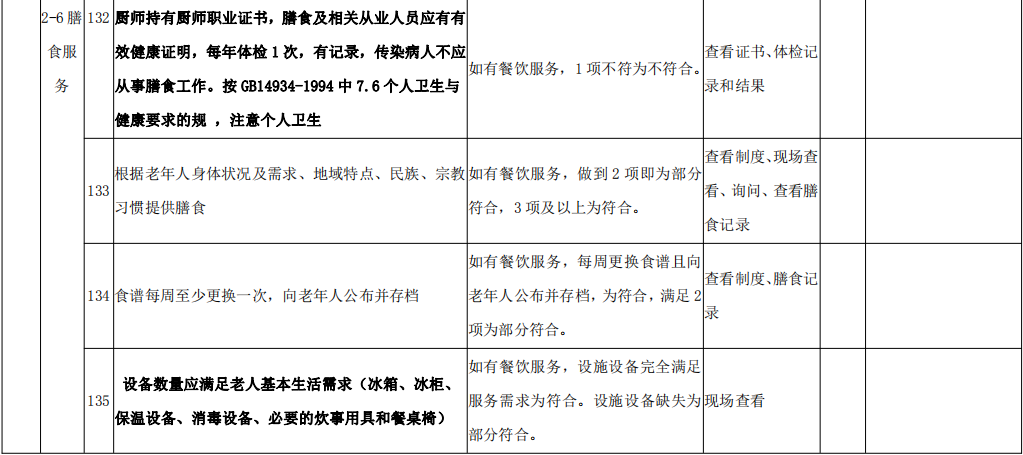 2-6 膳
食服
务
132
厨师持有厨师职业证书，膳食及相关从业人员应有有
效健康证明，每年体检 1 次，有记录，传染病人不应
从事膳食工作。按 GB14934-1994 中 7.6 个人卫生与
健康要求的规 ，注意个人卫生
如有餐饮服务，1 项不符为不符合。
查看证书、体检记
录和结果
133
根据老年人身体状况及需求、地域特点、民族、宗教
习惯提供膳食
如有餐饮服务，做到 2 项即为部分
符合，3 项及以上为符合。
查看制度、现场查
看、询问、查看膳
食记录
134
食谱每周至少更换一次，向老年人公布并存档
如有餐饮服务，每周更换食谱且向
老年人公布并存档，为符合，满足 2
项为部分符合。
查看制度、膳食记
录
135
设备数量应满足老人基本生活需求（冰箱、冰柜、
保温设备、消毒设备、必要的炊事用具和餐桌椅）
如有餐饮服务，设施设备完全满足
服务需求为符合。设施设备缺失为
部分符合。
现场查看